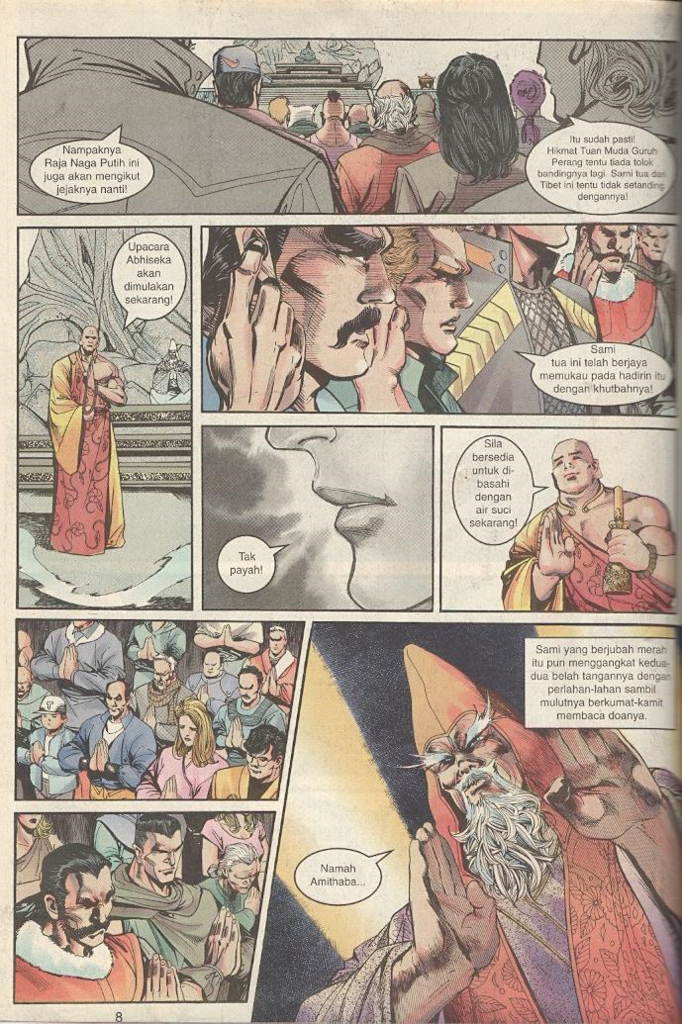 Nampaknya
Raja Naga Putih ini
juga akan mengikut
jejaknya nanti!
Itu sudah pasti!
Hikmat Tuan Muda Guruh
Perang tentu tiada tolok
bandingnya lagi. Sami tua dari
Tibet ini tentu tidak setanding
dengannya!
Upacara
Abhiseka
akan
dimulakan
sekarang!
Sami
tua ini telah berjaya
memukau pada hadirin itu
dengan khutbahnya!
Tak
payah!
Sila
bersedia
untuk di-
basahi
dengan
air suci
sekarang!
Sami yang berjubah merah
itu pun menggangkat kedua-
dua belah tangannya dengan
perlahan-lahan sambil
mulutnya berkumat-kamit
membaca doanya.
T
Namah
Amithaba...
8